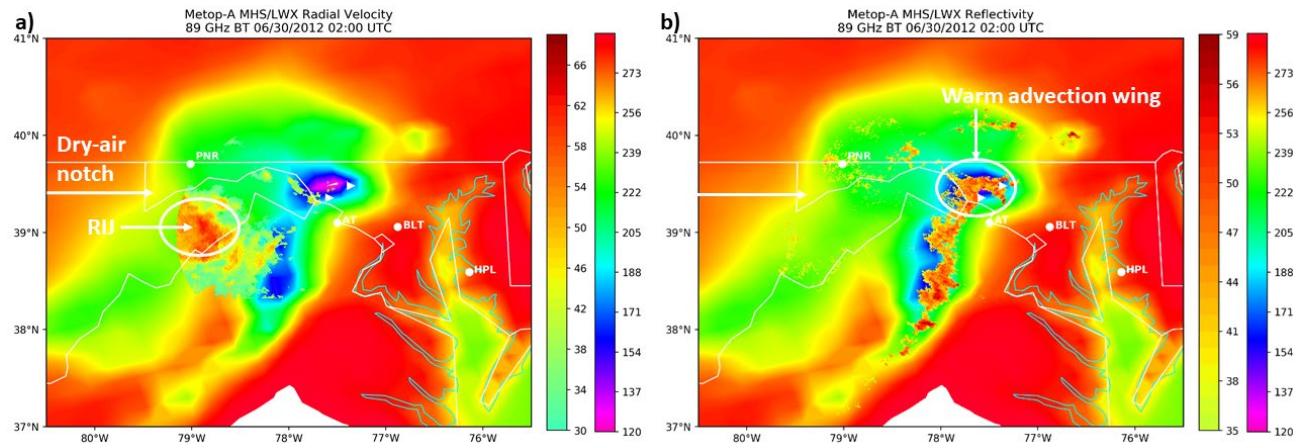 a)
Metop-A MHS/LWX Radial Velocity
89 GHz BT 06/30/2012 02:00 UTC
41°N
40°N
39°N
38°N
37°N
80°W
79°W
78°W
77°W
76°W
Dry-air
notch
RIJ
PNR
AT
BLT
HPL
66
62
58
54
50
46
42
38
34
30
273
256
239
222
205
188
171
154
137
120
b)
Metop-A MHS/LWX Reflectivity
89 GHz BT 06/30/2012 02:00 UTC
41°N
40°N
39°N
38°N
37°N
80°W
79°W
78°W
77°W
76°W
Warm advection wing
PNR
AT
BLT
HPL
59
56
53
50
47
44
41
38
35
273
256
239
222
205
188
171
154
137
120